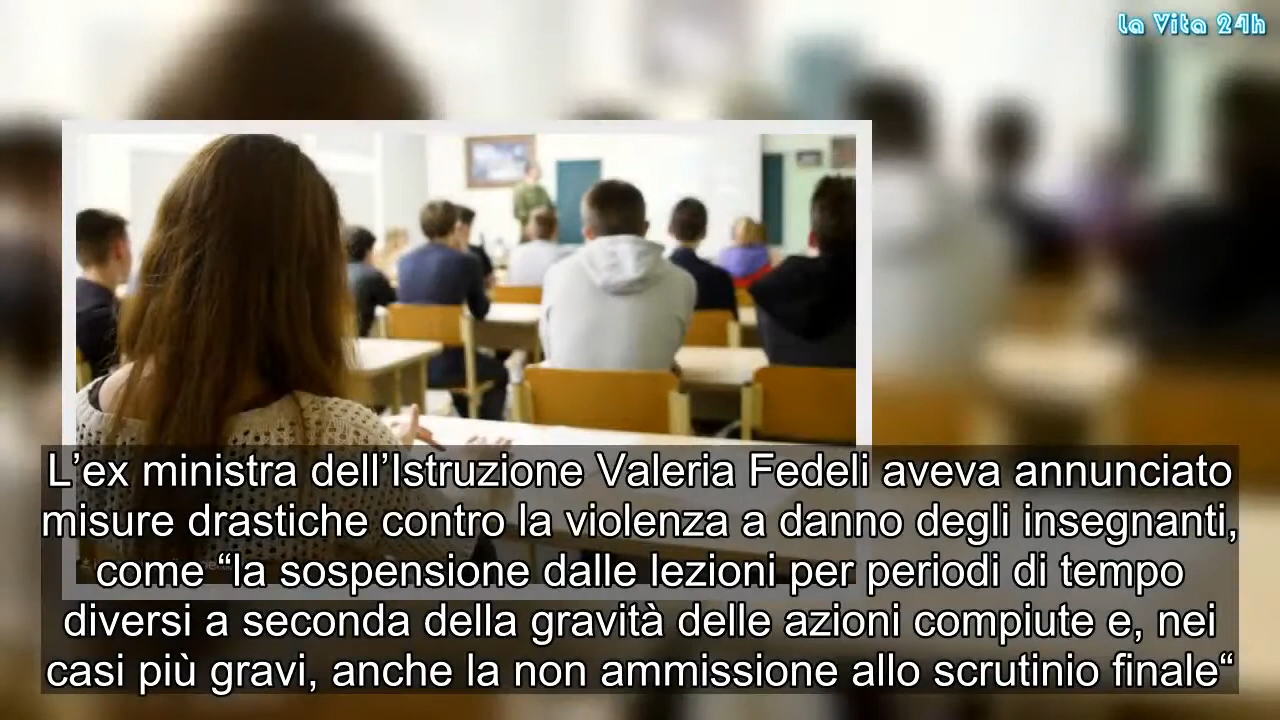 La Vita 24h
L’ex ministra dell’Istruzione Valeria Fedeli aveva annunciato
misure drastiche contro la violenza a danno degli insegnanti,
come “la sospensione dalle lezioni per periodi di tempo
diversi a seconda della gravità delle azioni compiute e, nei
casi più gravi, anche la non ammissione allo scrutinio finale“